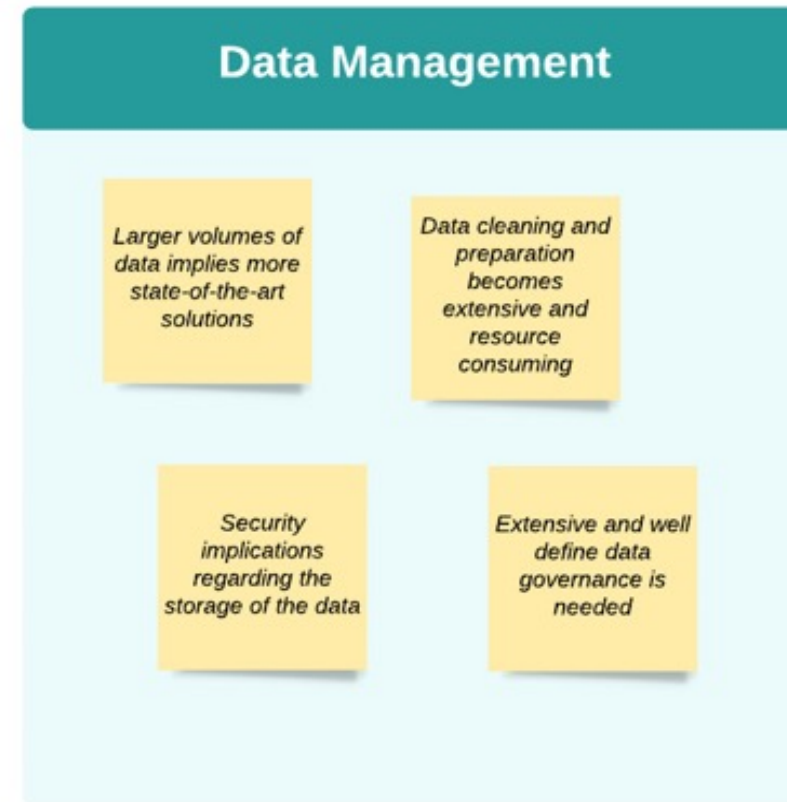 Data Management
Larger volumes of
data implies more
state-of-the-art
solutions
Data cleaning and
preparation
becomes
extensive and
resource
consuming
Security
implications
regarding the
storage of the data
Extensive and well
define data
governance is
needed